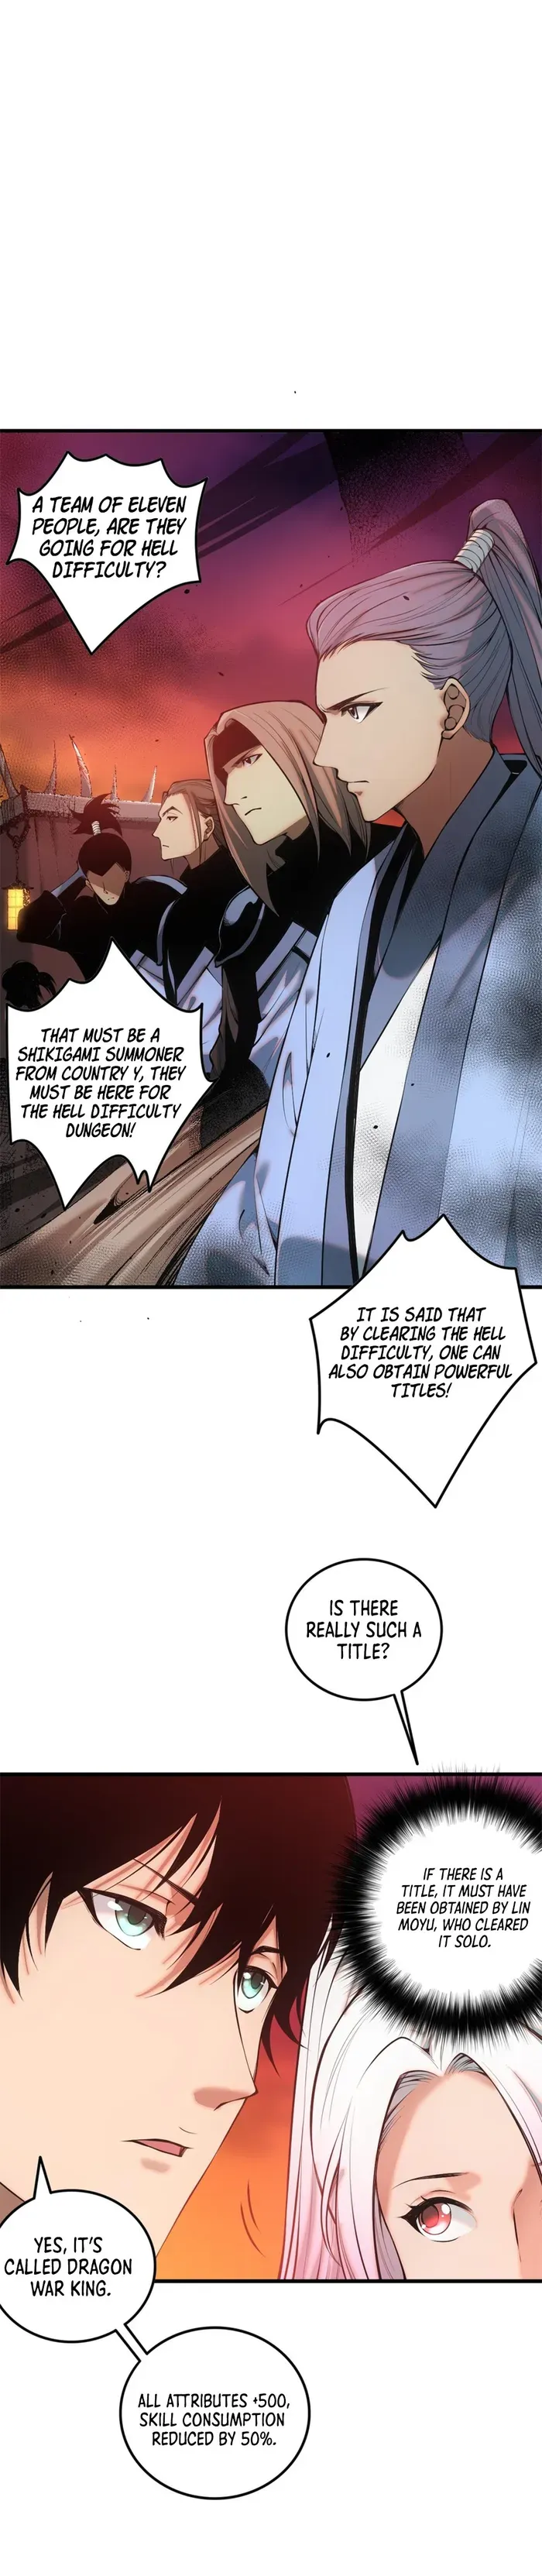 A TEAM OF ELEVEN
PEOPLE, ARE THEY
GOING FOR HELL
DIFFICULTY?
THAT MUST BE A
SHIKIGAMI SUMMONER
FROM COUNTRY Y, THEY
MUST BE HERE FOR
THE HELL DIFFICULTY
DUNGEON!
IT IS SAID THAT
BY CLEARING THE HELL
DIFFICULTY, ONE CAN
ALSO OBTAIN POWERFUL
TITLES!
IS THERE
REALLY SUCH A
TITLE?
IF THERE IS A
TITLE, IT MUST HAVE
BEEN OBTAINED BY LIN
MOYU, WHO CLEARED
IT SOLO.
YES, IT'S
CALLED DRAGON
WAR KING.
ALL ATTRIBUTES +500,
SKILL CONSUMPTION
REDUCED BY 50%.